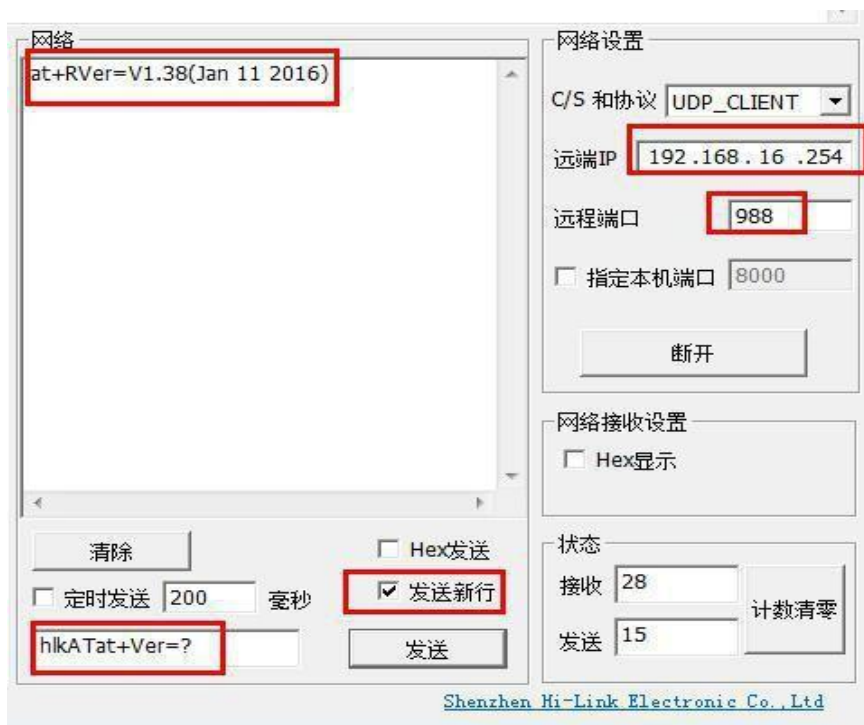 网络
at+RVer=V1.38(Jan 11 2016)
清除
Hex发送
定时发送 200 毫秒
发送新行
hlkATat+Ver=?
发送
网络设置
C/S 和协议 UDP_CLIENT
远端IP 192.168.16.254
远程端口 988
指定本机端口 8000
断开
网络接收设置
Hex显示
状态
接收 28
发送 15
计数清零
Shenzhen Hi-Link Electronic Co.,Ltd